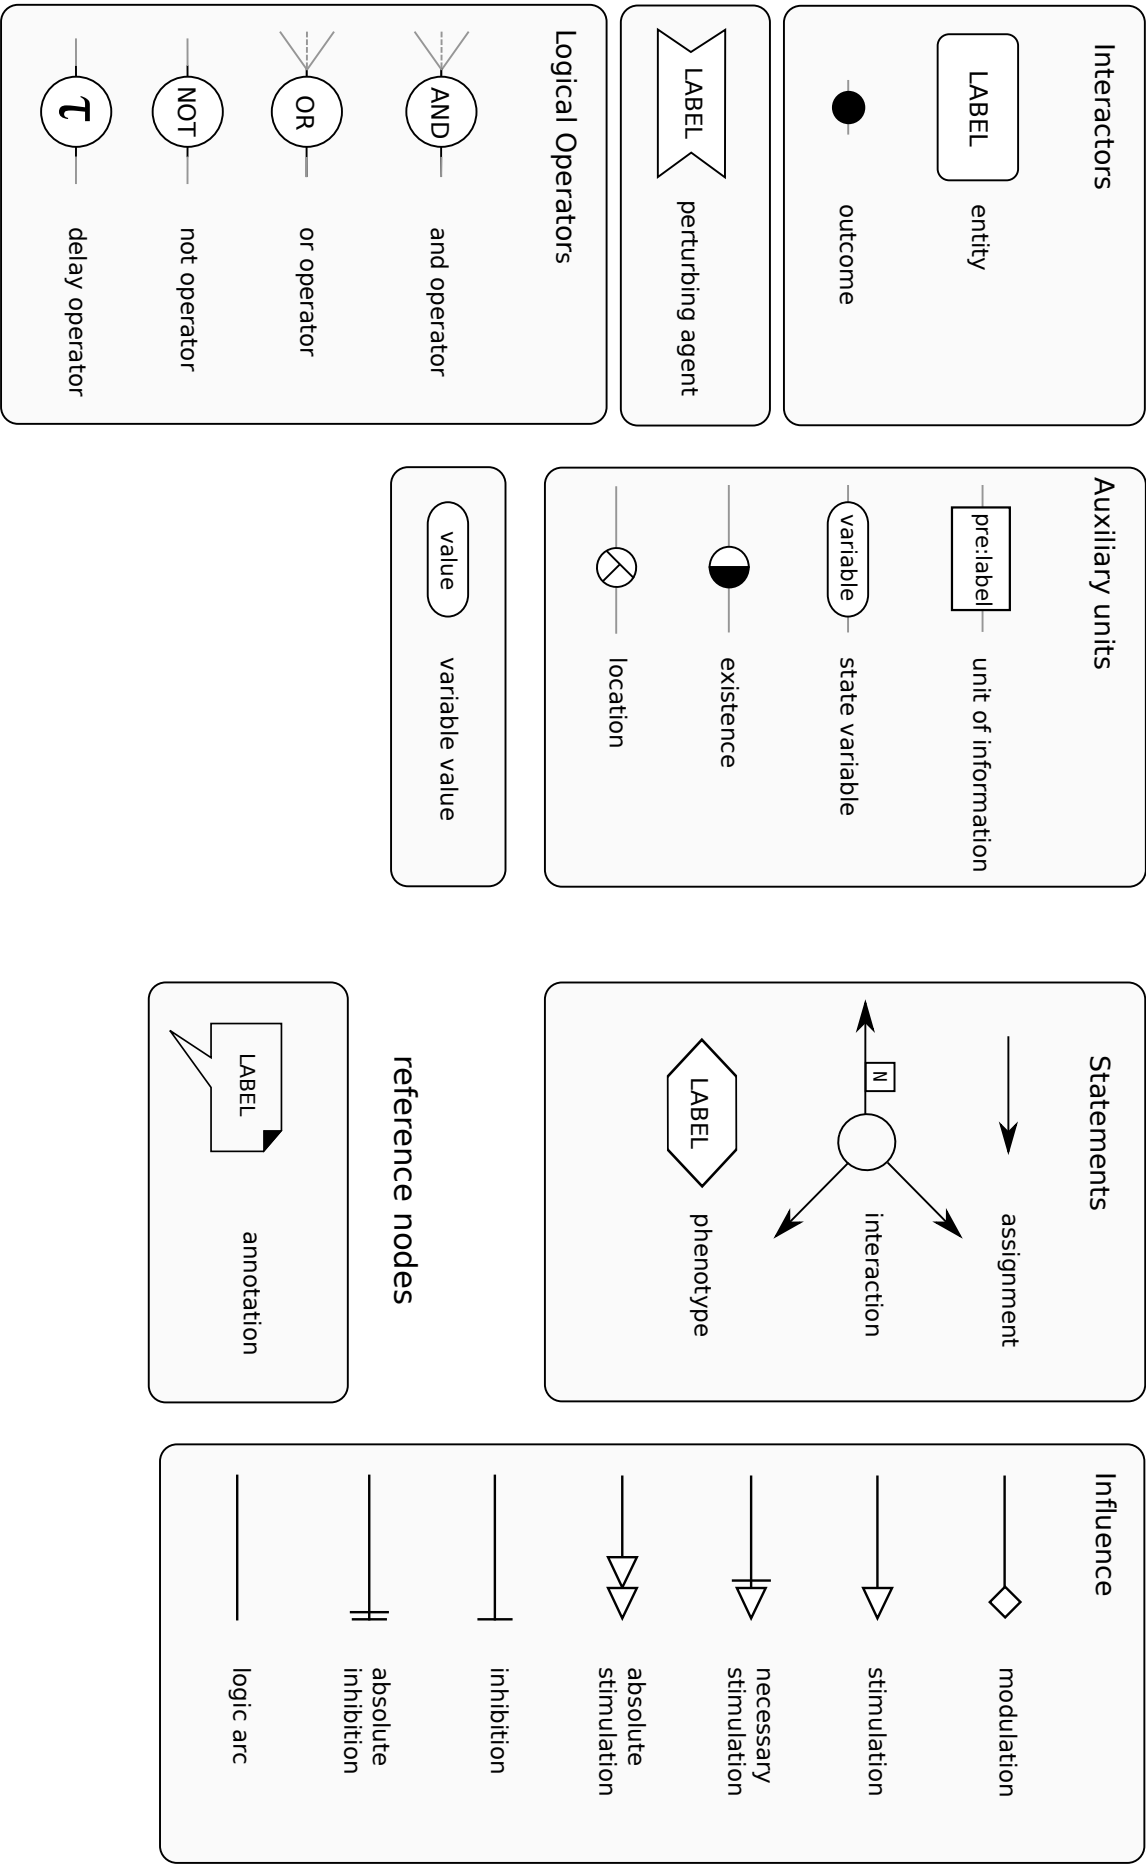 Interactors
LABEL
entity
outcome
LABEL
perturbing agent
Logical Operators
AND
and operator
OR
or operator
NOT
not operator
τ
delay operator
Auxiliary units
pre:label
unit of information
variable
state variable
existence
location
value
variable value
Statements
assignment
N
interaction
LABEL
phenotype
reference nodes
LABEL
annotation
Influence
modulation
stimulation
necessary
stimulation
absolute
stimulation
inhibition
absolute
inhibition
logic arc